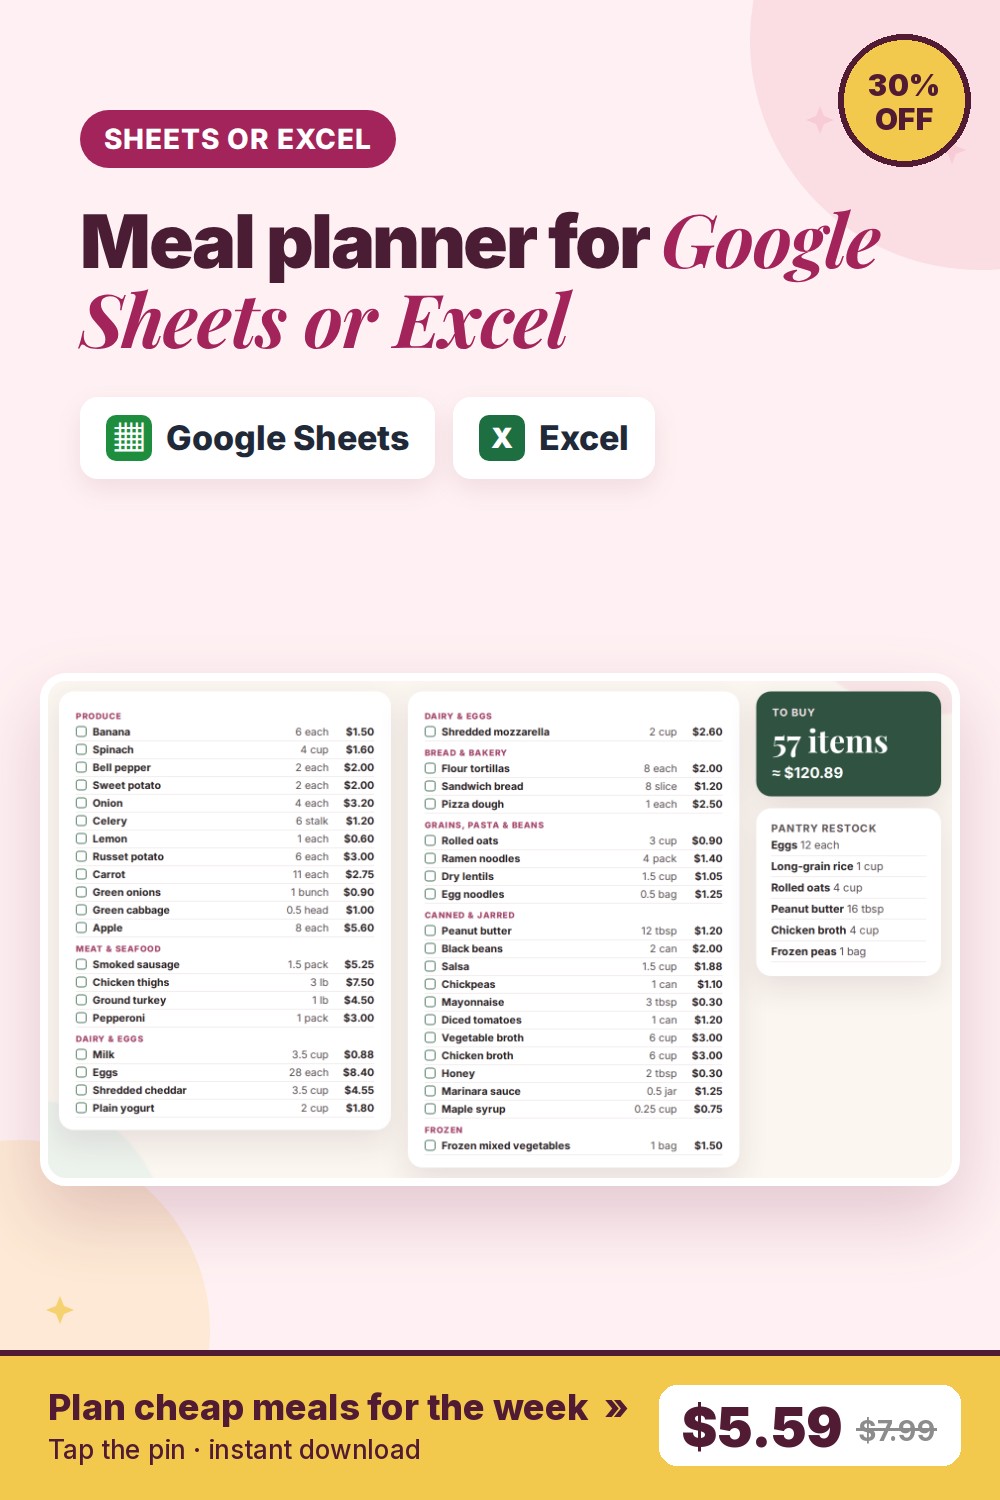 30%
OFF
SHEETS OR EXCEL
Meal planner for Google
Sheets or Excel
Google Sheets
X Excel
PRODUCE
Banana 6 each $1.50
Spinach 4 cup $1.60
Bell pepper 2 each $2.00
Sweet potato 2 each $2.00
Onion 4 each $3.20
Celery 6 stalk $1.20
Lemon 1 each $0.60
Russet potato 6 each $3.00
Carrot 11 each $2.75
Green onions 1 bunch $0.90
Green cabbage 0.5 head $1.00
Apple 8 each $5.60
MEAT & SEAFOOD
Smoked sausage 1.5 pack $5.25
Chicken thighs 3 lb $7.50
Ground turkey 1 lb $4.50
Pepperoni 1 pack $3.00
DAIRY & EGGS
Milk 3.5 cup $0.88
Eggs 28 each $8.40
Shredded cheddar 3.5 cup $4.55
Plain yogurt 2 cup $1.80
DAIRY & EGGS
Shredded mozzarella 2 cup $2.60
BREAD & BAKERY
Flour tortillas 8 each $2.00
Sandwich bread 8 slice $1.20
Pizza dough 1 each $2.50
GRAINS, PASTA & BEANS
Rolled oats 3 cup $0.90
Ramen noodles 4 pack $1.40
Dry lentils 1.5 cup $1.05
Egg noodles 0.5 bag $1.25
CANNED & JARRED
Peanut butter 12 tbsp $1.20
Black beans 2 can $2.00
Salsa 1.5 cup $1.88
Chickpeas 1 can $1.10
Mayonnaise 3 tbsp $0.30
Diced tomatoes 1 can $1.20
Vegetable broth 6 cup $3.00
Chicken broth 6 cup $3.00
Honey 2 tbsp $0.30
Marinara sauce 0.5 jar $1.25
Maple syrup 0.25 cup $0.75
FROZEN
Frozen mixed vegetables 1 bag $1.50
TO BUY
57 items
≈ $120.89
PANTRY RESTOCK
Eggs 12 each
Long-grain rice 1 cup
Rolled oats 4 cup
Peanut butter 16 tbsp
Chicken broth 4 cup
Frozen peas 1 bag
Plan cheap meals for the week »
Tap the pin · instant download
$5.59 $7.99